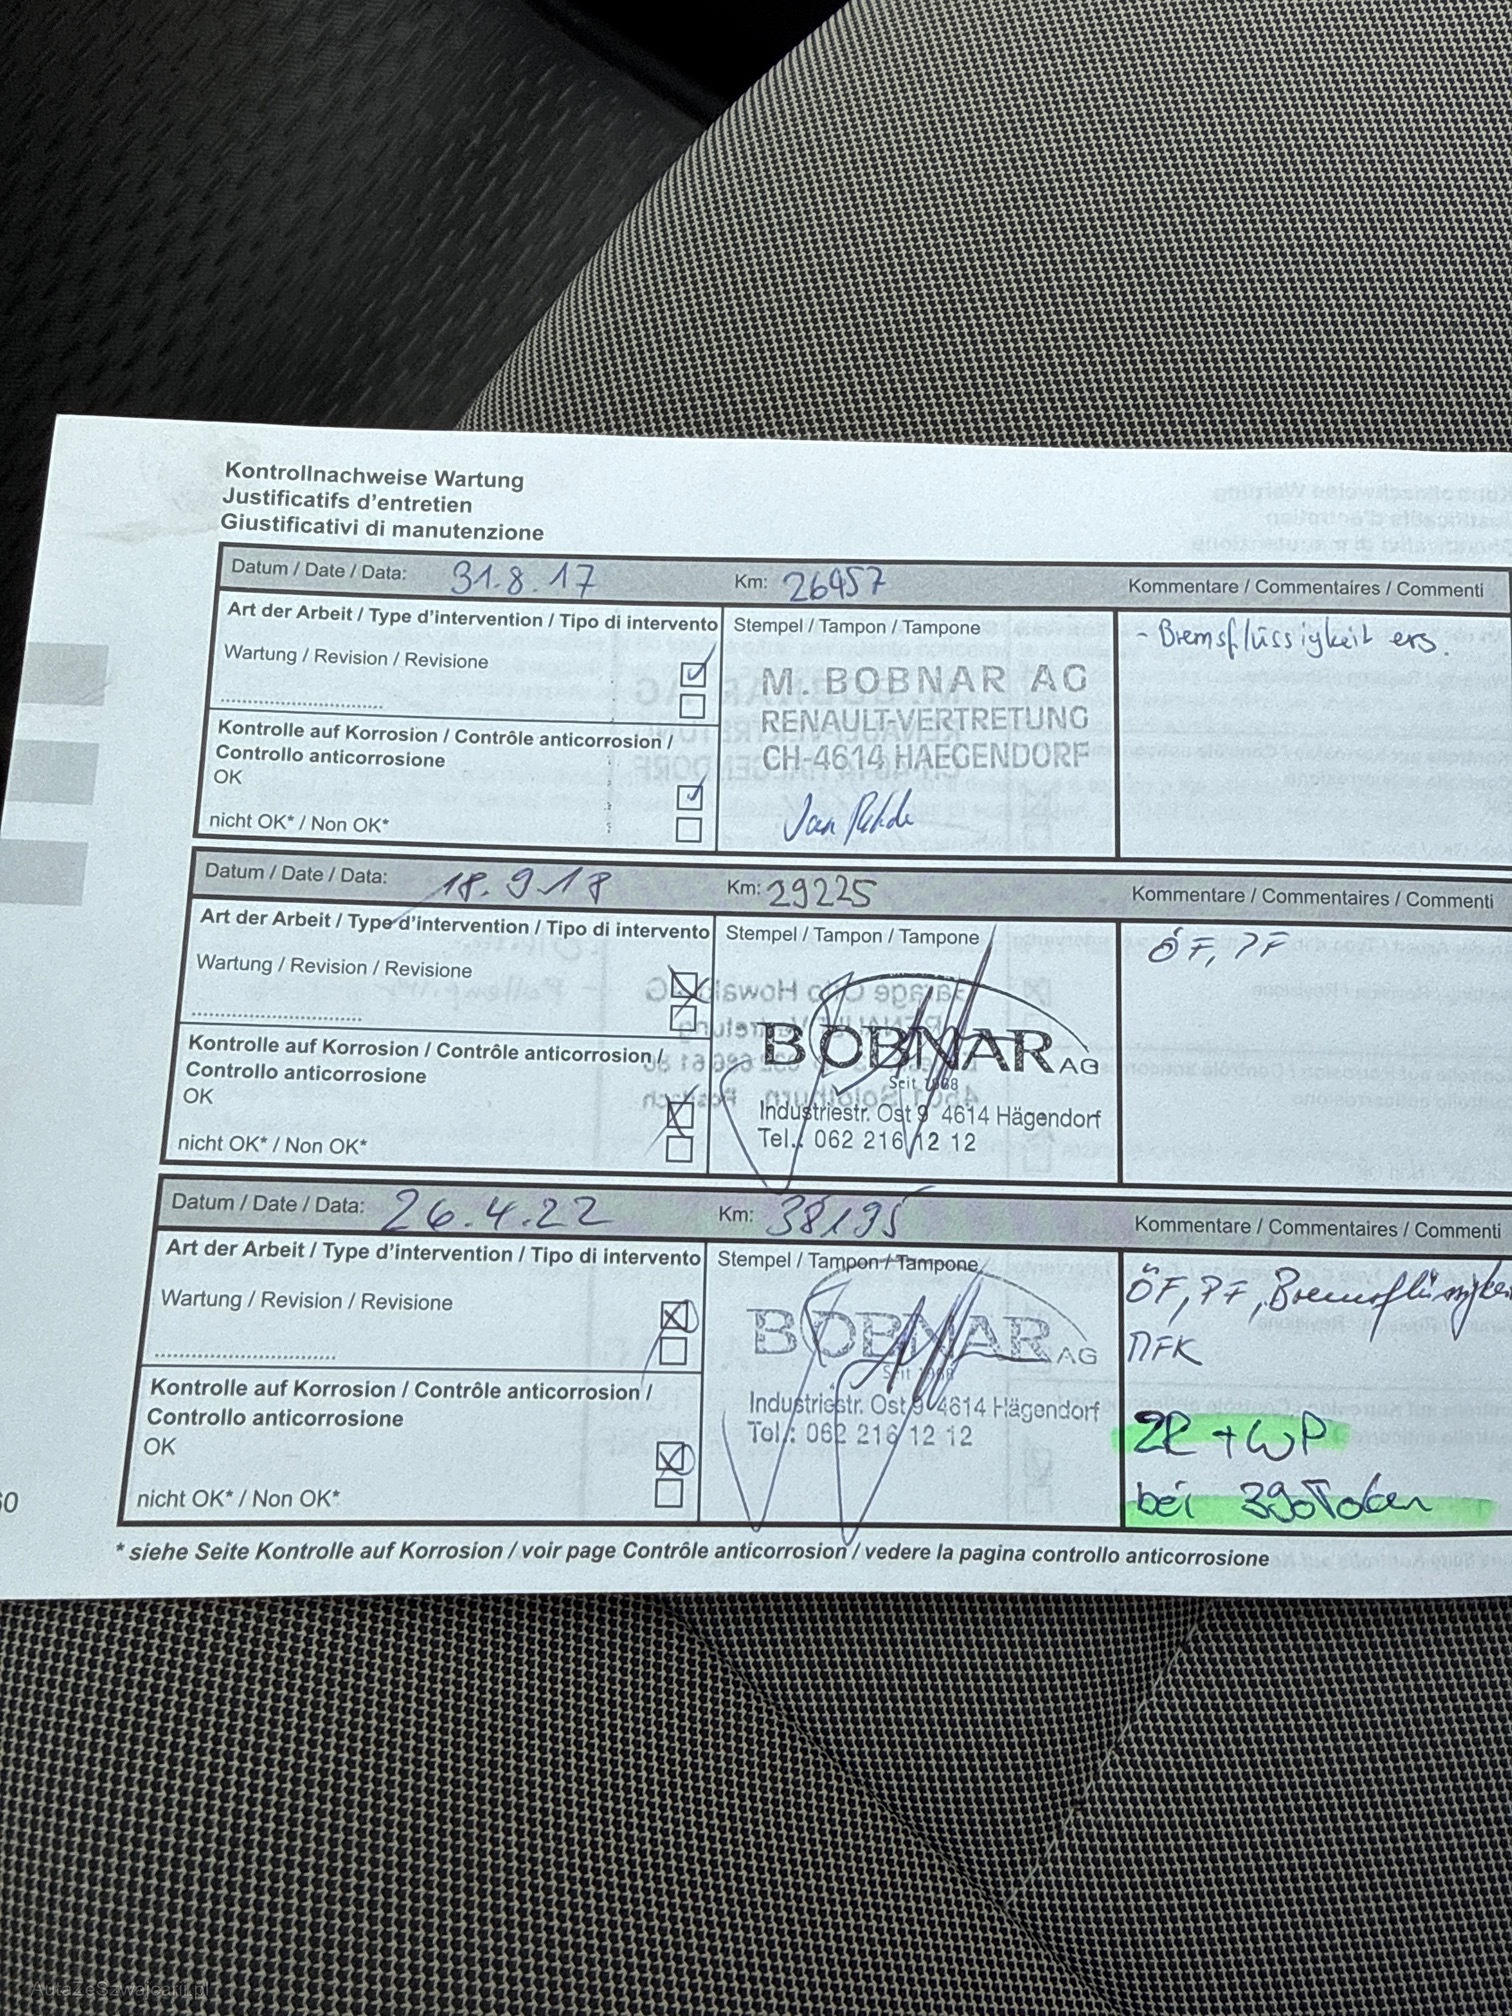 Kontrollnachweise Wartung
Justificatifs d'entretien
Giustificativi di manutenzione
Datum / Date / Data: 31.8.17 Km: 26457 Kommentare / Commentaires / Commenti
Art der Arbeit / Type d'intervention / Tipo di intervento Stempel / Tampon / Tampone - Bremsflüssigkeit ers.
Wartung / Revision / Revisione
M. BOBNAR AG
RENAULT-VERTRETUNG
CH-4614 HAEGENDORF
Kontrolle auf Korrosion / Contrôle anticorrosion /
Controllo anticorrosione
OK
nicht OK* / Non OK*
Datum / Date / Data: 18.9.18 Km: 29225 Kommentare / Commentaires / Commenti
Art der Arbeit / Type d'intervention / Tipo di intervento Stempel / Tampon / Tampone ÖF, PF
Wartung / Revision / Revisione
BOBNAR AG
Seit 1968
Industriestr. Ost 9 4614 Hägendorf
Tel.: 062 216 12 12
Kontrolle auf Korrosion / Contrôle anticorrosion /
Controllo anticorrosione
OK
nicht OK* / Non OK*
Datum / Date / Data: 26.4.22 Km: 38195 Kommentare / Commentaires / Commenti
Art der Arbeit / Type d'intervention / Tipo di intervento Stempel / Tampon / Tampone ÖF, PF, Bremsflüssigkei
Wartung / Revision / Revisione MFK
BOBNAR AG
Seit 1968
Industriestr. Ost 9 4614 Hägendorf
Tel.: 062 216 12 12
Kontrolle auf Korrosion / Contrôle anticorrosion /
Controllo anticorrosione
OK
nicht OK* / Non OK*
ZR + WP
bei
60
* siehe Seite Kontrolle auf Korrosion / voir page Contrôle anticorrosion / vedere la pagina controllo anticorrosione
AutaZeSzwajcarii.pl